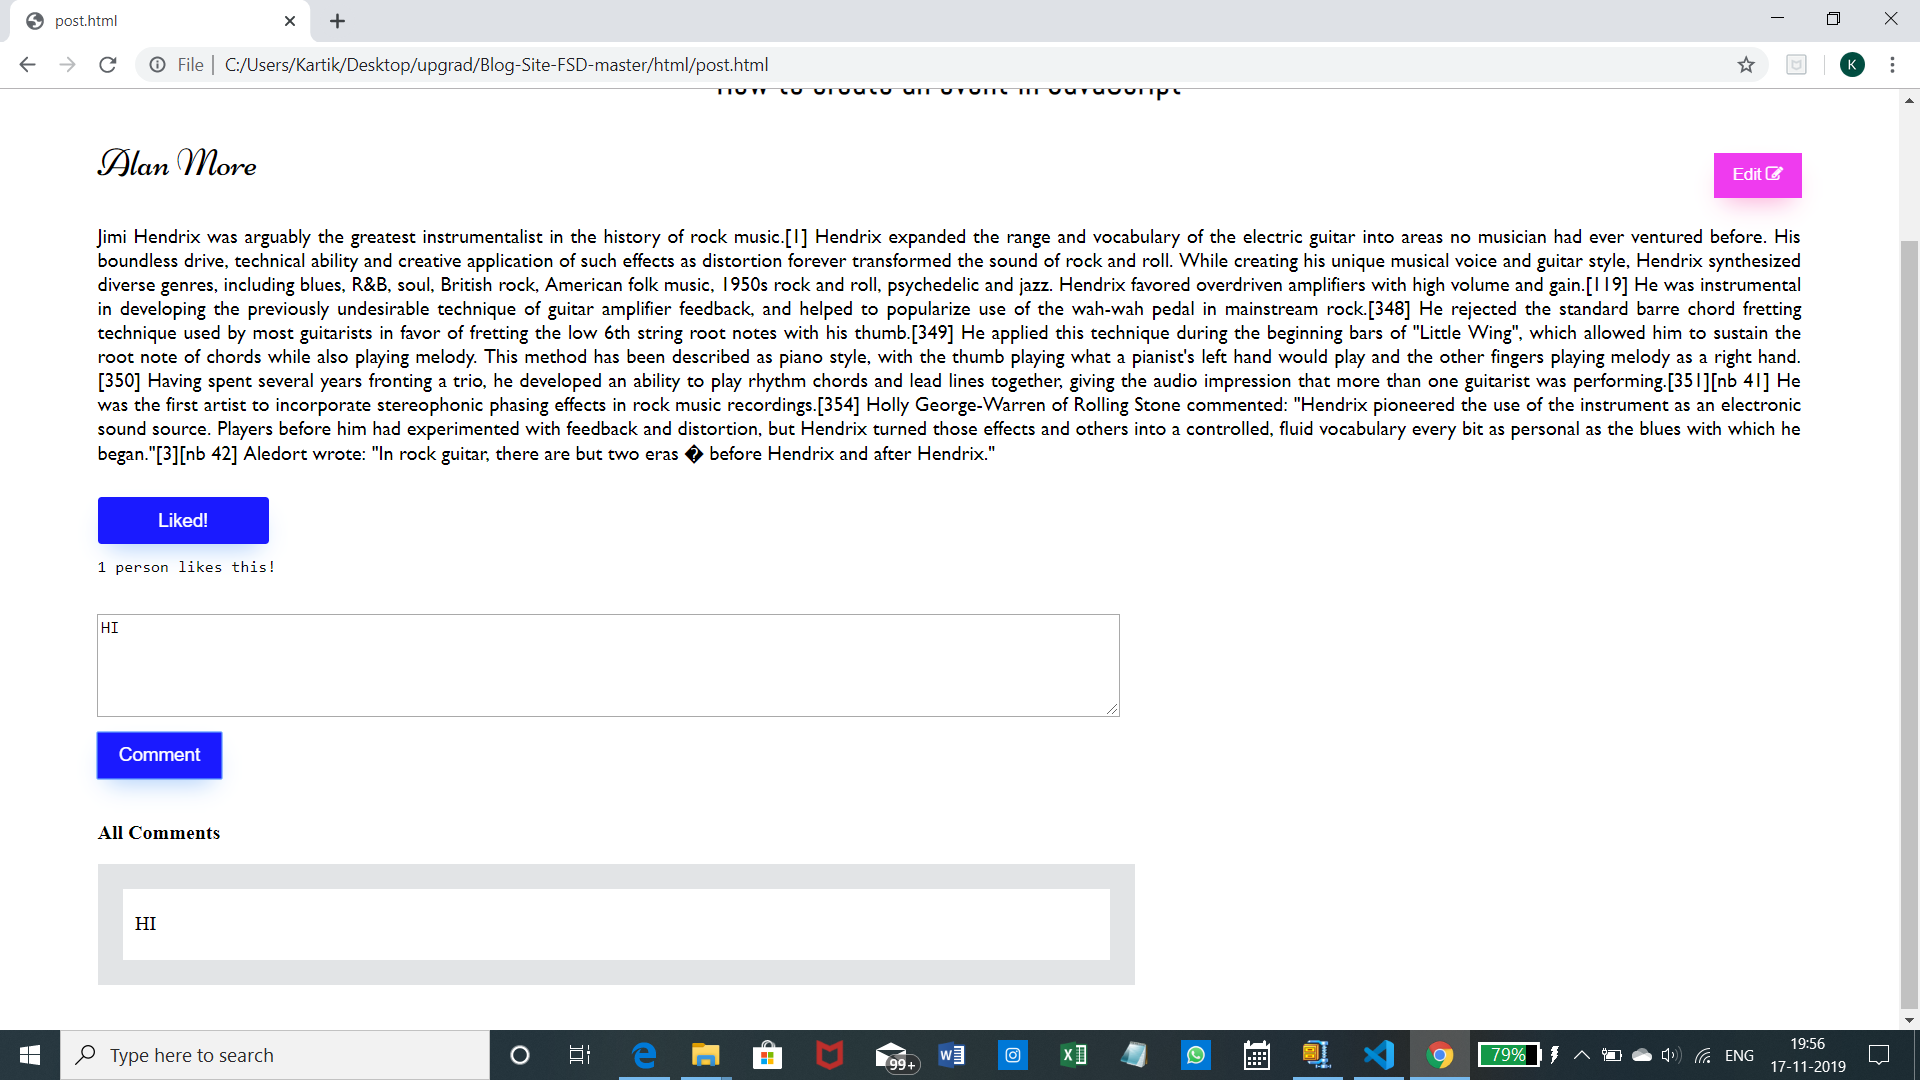 post.html
File
C:/Users/Kartik/Desktop/upgrad/Blog-Site-FSD-master/html/post.html
K
How to create an event in JavaScript
Alan More
Edit
Jimi Hendrix was arguably the greatest instrumentalist in the history of rock music.[1] Hendrix expanded the range and vocabulary of the electric guitar into areas no musician had ever ventured before. His
boundless drive, technical ability and creative application of such effects as distortion forever transformed the sound of rock and roll. While creating his unique musical voice and guitar style, Hendrix synthesized
diverse genres, including blues, R&B, soul, British rock, American folk music, 1950s rock and roll, psychedelic and jazz. Hendrix favored overdriven amplifiers with high volume and gain.[119] He was instrumental
in developing the previously undesirable technique of guitar amplifier feedback, and helped to popularize use of the wah-wah pedal in mainstream rock.[348] He rejected the standard barre chord fretting
technique used by most guitarists in favor of fretting the low 6th string root notes with his thumb.[349] He applied this technique during the beginning bars of "Little Wing", which allowed him to sustain the
root note of chords while also playing melody. This method has been described as piano style, with the thumb playing what a pianist's left hand would play and the other fingers playing melody as a right hand.
[350] Having spent several years fronting a trio, he developed an ability to play rhythm chords and lead lines together, giving the audio impression that more than one guitarist was performing.[351][nb 41] He
was the first artist to incorporate stereophonic phasing effects in rock music recordings.[354] Holly George-Warren of Rolling Stone commented: "Hendrix pioneered the use of the instrument as an electronic
sound source. Players before him had experimented with feedback and distortion, but Hendrix turned those effects and others into a controlled, fluid vocabulary every bit as personal as the blues with which he
began."[3][nb 42] Aledort wrote: "In rock guitar, there are but two eras � before Hendrix and after Hendrix."
Liked!
1 person likes this!
HI
Comment
All Comments
HI
Type here to search
99+
79%
ENG
19:56
17-11-2019